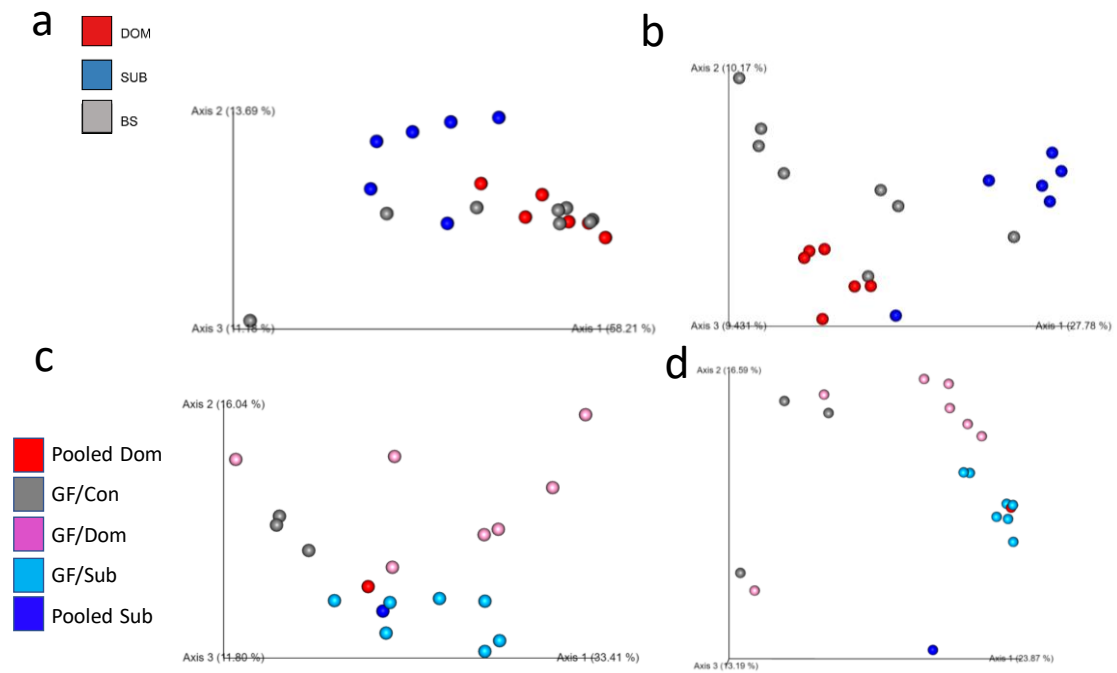 a
DOM
SUB
BS
Axis 2 (13.69 %)
Axis 3 (11.18 %)
Axis 1 (68.21 %)
b
Axis 2 (10.17 %)
Axis 3 (9.431 %)
Axis 1 (27.78 %)
c
Axis 2 (16.04 %)
Axis 3 (11.80 %)
Axis 1 (33.41 %)
Pooled Dom
GF/Con
GF/Dom
GF/Sub
Pooled Sub
d
Axis 2 (16.59 %)
Axis 3 (13.19 %)
Axis 1 (23.87 %)